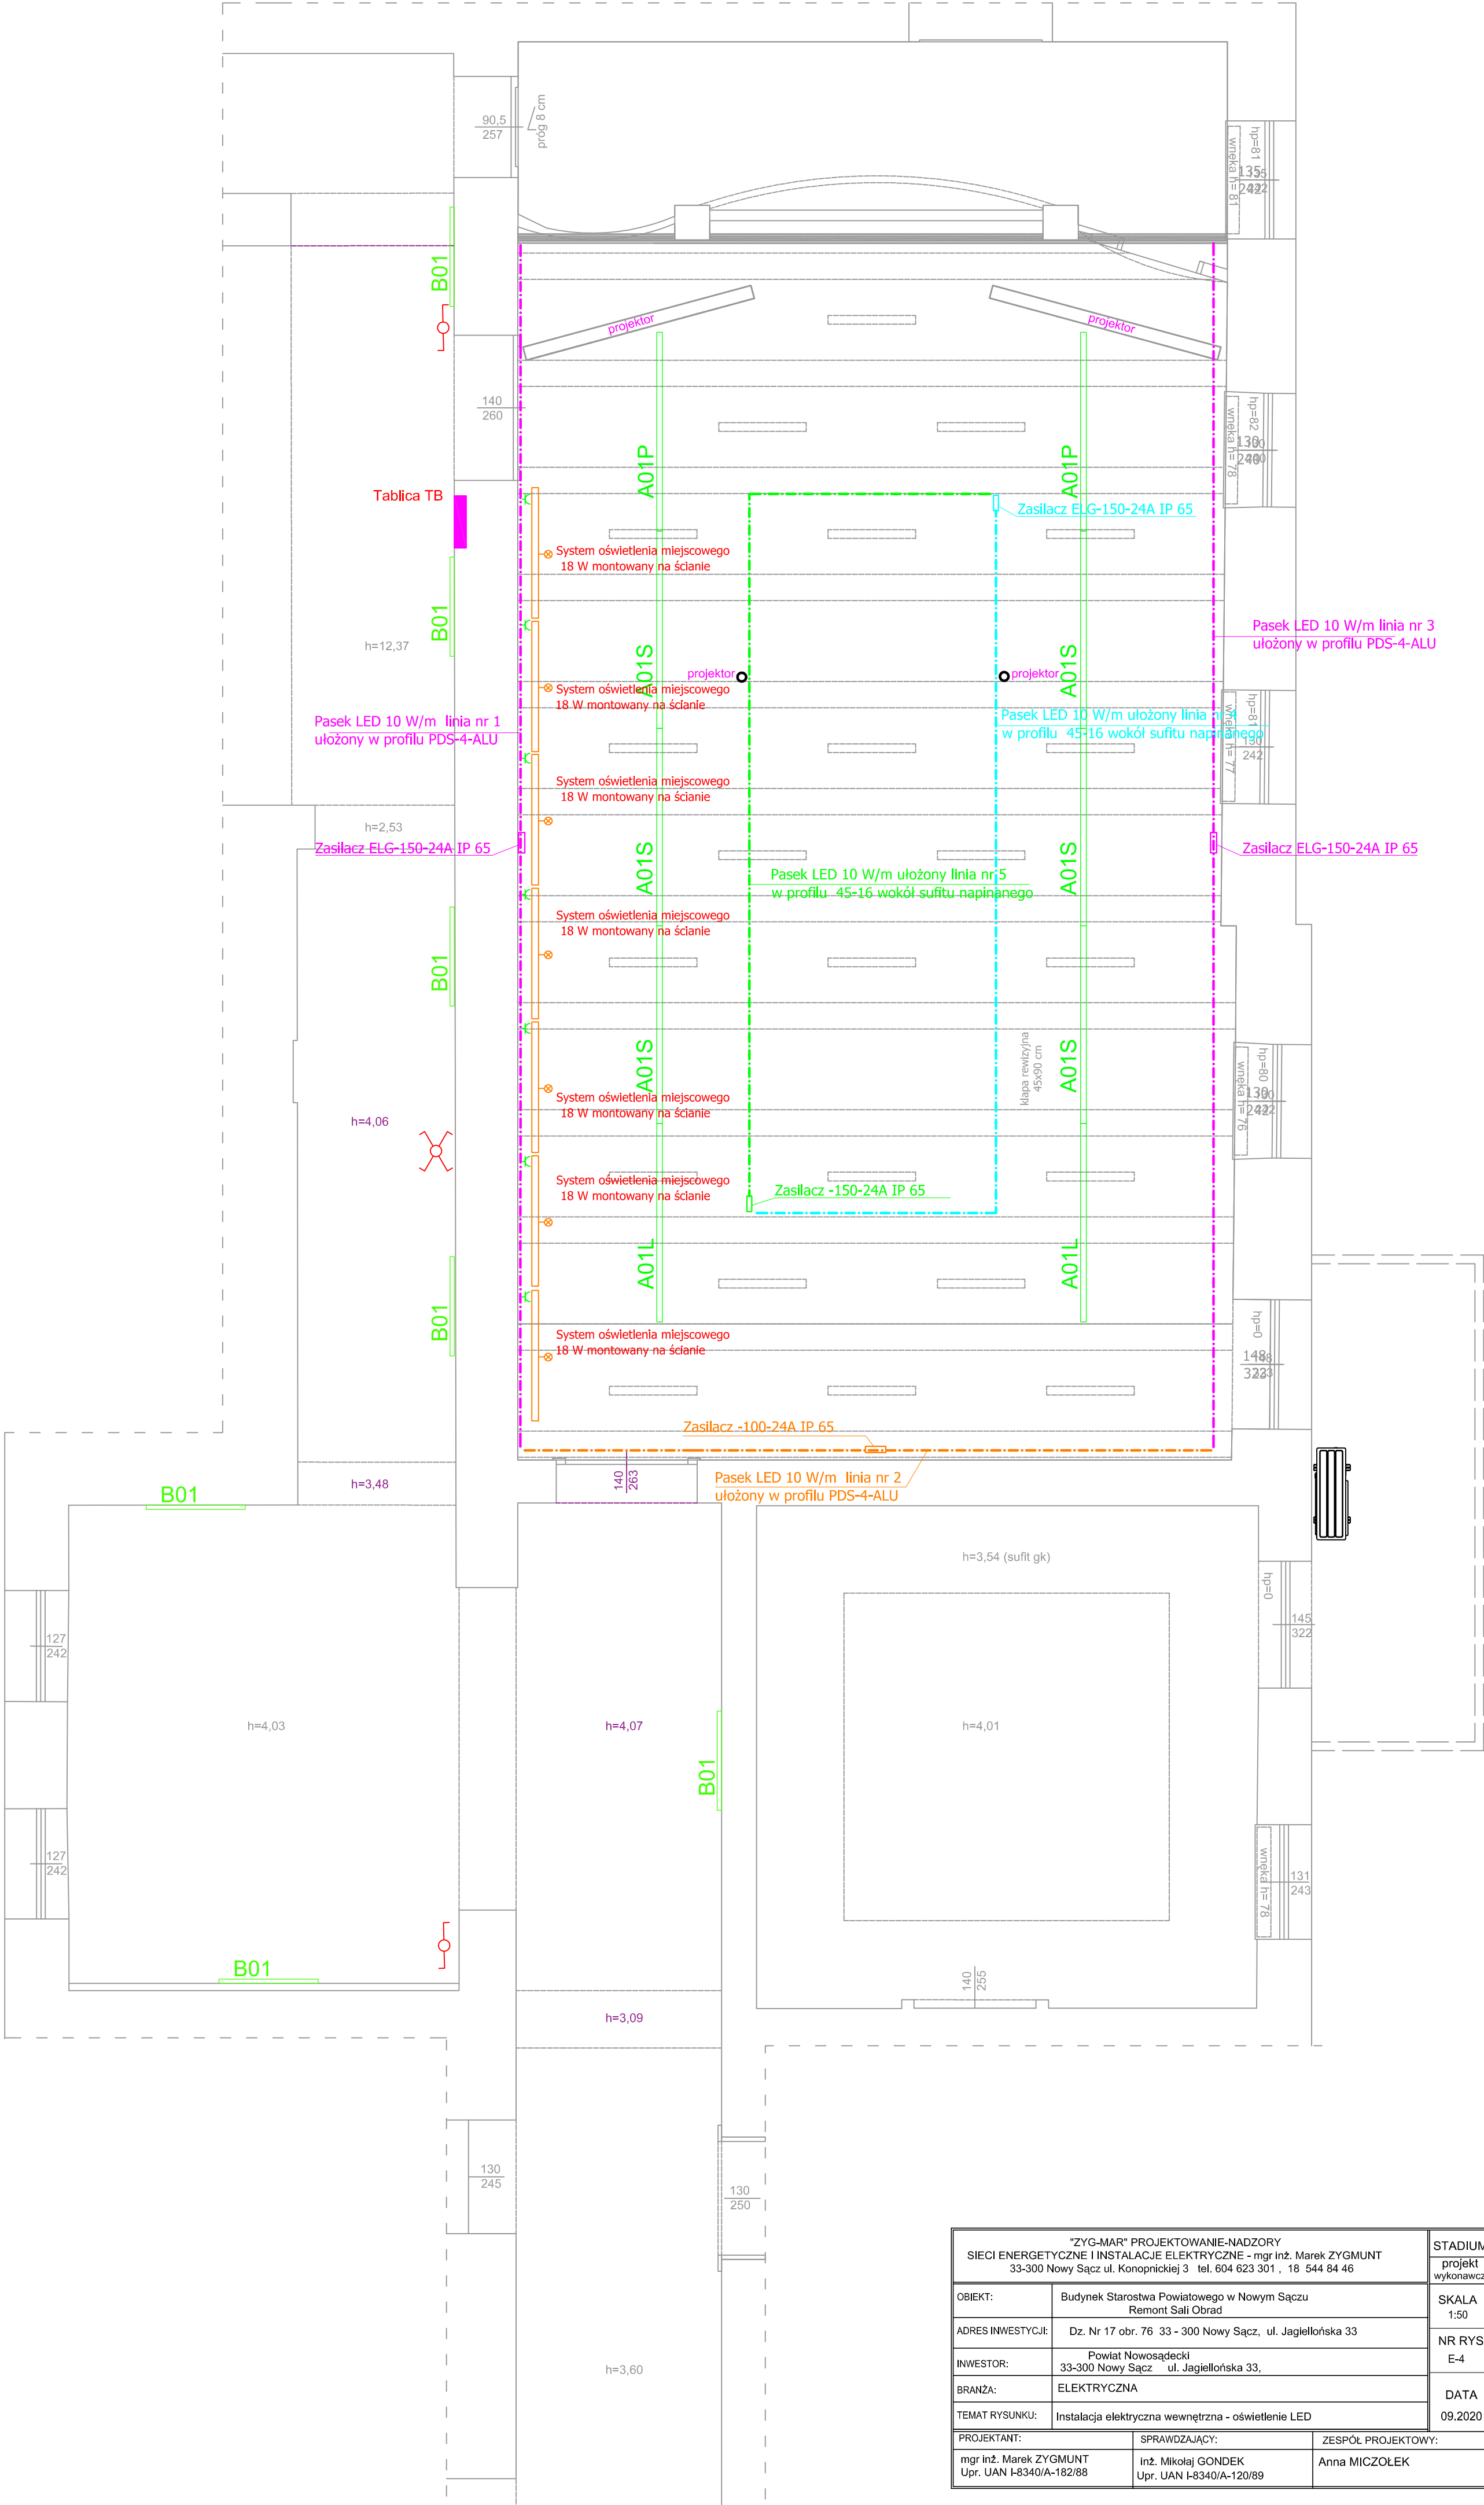 90,5
257
próg 8 cm
hp=81
wnęka h= 81
135
242
B01
projektor
projektor
140
260
A01P
A01P
hp=82
wnęka h= 78
130
240
Tablica TB
Zasilacz ELG-150-24A IP 65
System oświetlenia miejscowego
18 W montowany na ścianie
B01
h=12,37
Pasek LED 10 W/m linia nr 3
ułożony w profilu PDS-4-ALU
A01S
A01S
projektor
projektor
System oświetlenia miejscowego
18 W montowany na ścianie
Pasek LED 10 W/m linia nr 1
ułożony w profilu PDS-4-ALU
Pasek LED 10 W/m ułożony linia nr 4
w profilu 45-16 wokół sufitu napinanego
hp=81
wnęka h= 77
130
242
System oświetlenia miejscowego
18 W montowany na ścianie
h=2,53
Zasilacz ELG-150-24A IP 65
Zasilacz ELG-150-24A IP 65
A01S
A01S
Pasek LED 10 W/m ułożony linia nr 5
w profilu 45-16 wokół sufitu napinanego
System oświetlenia miejscowego
18 W montowany na ścianie
B01
A01S
A01S
klapa rewizyjna
45x90 cm
hp=80
wnęka h= 76
130
242
System oświetlenia miejscowego
18 W montowany na ścianie
h=4,06
System oświetlenia miejscowego
18 W montowany na ścianie
Zasilacz -150-24A IP 65
A01L
A01L
B01
System oświetlenia miejscowego
18 W montowany na ścianie
hp=0
148
323
Zasilacz -100-24A IP 65
Pasek LED 10 W/m linia nr 2
ułożony w profilu PDS-4-ALU
140
263
h=3,48
B01
h=3,54 (sufit gk)
hp=0
145
322
127
242
h=4,03
h=4,07
h=4,01
B01
127
242
wnęka h= 78
131
243
B01
140
255
h=3,09
130
245
130
250
h=3,60
"ZYG-MAR" PROJEKTOWANIE-NADZORY
SIECI ENERGETYCZNE I INSTALACJE ELEKTRYCZNE - mgr inż. Marek ZYGMUNT
33-300 Nowy Sącz ul. Konopnickiej 3 tel. 604 623 301 , 18 544 84 46
STADIUM
projekt
wykonawcz
OBIEKT:
Budynek Starostwa Powiatowego w Nowym Sączu
Remont Sali Obrad
SKALA
1:50
ADRES INWESTYCJI:
Dz. Nr 17 obr. 76 33 - 300 Nowy Sącz, ul. Jagiellońska 33
NR RYS
E-4
INWESTOR:
Powiat Nowosądecki
33-300 Nowy Sącz ul. Jagiellońska 33,
BRANŻA:
ELEKTRYCZNA
DATA
09.2020
TEMAT RYSUNKU:
Instalacja elektryczna wewnętrzna - oświetlenie LED
PROJEKTANT:
SPRAWDZAJĄCY:
ZESPÓŁ PROJEKTOWY:
mgr inż. Marek ZYGMUNT
Upr. UAN I-8340/A-182/88
inż. Mikołaj GONDEK
Upr. UAN I-8340/A-120/89
Anna MICZOŁEK